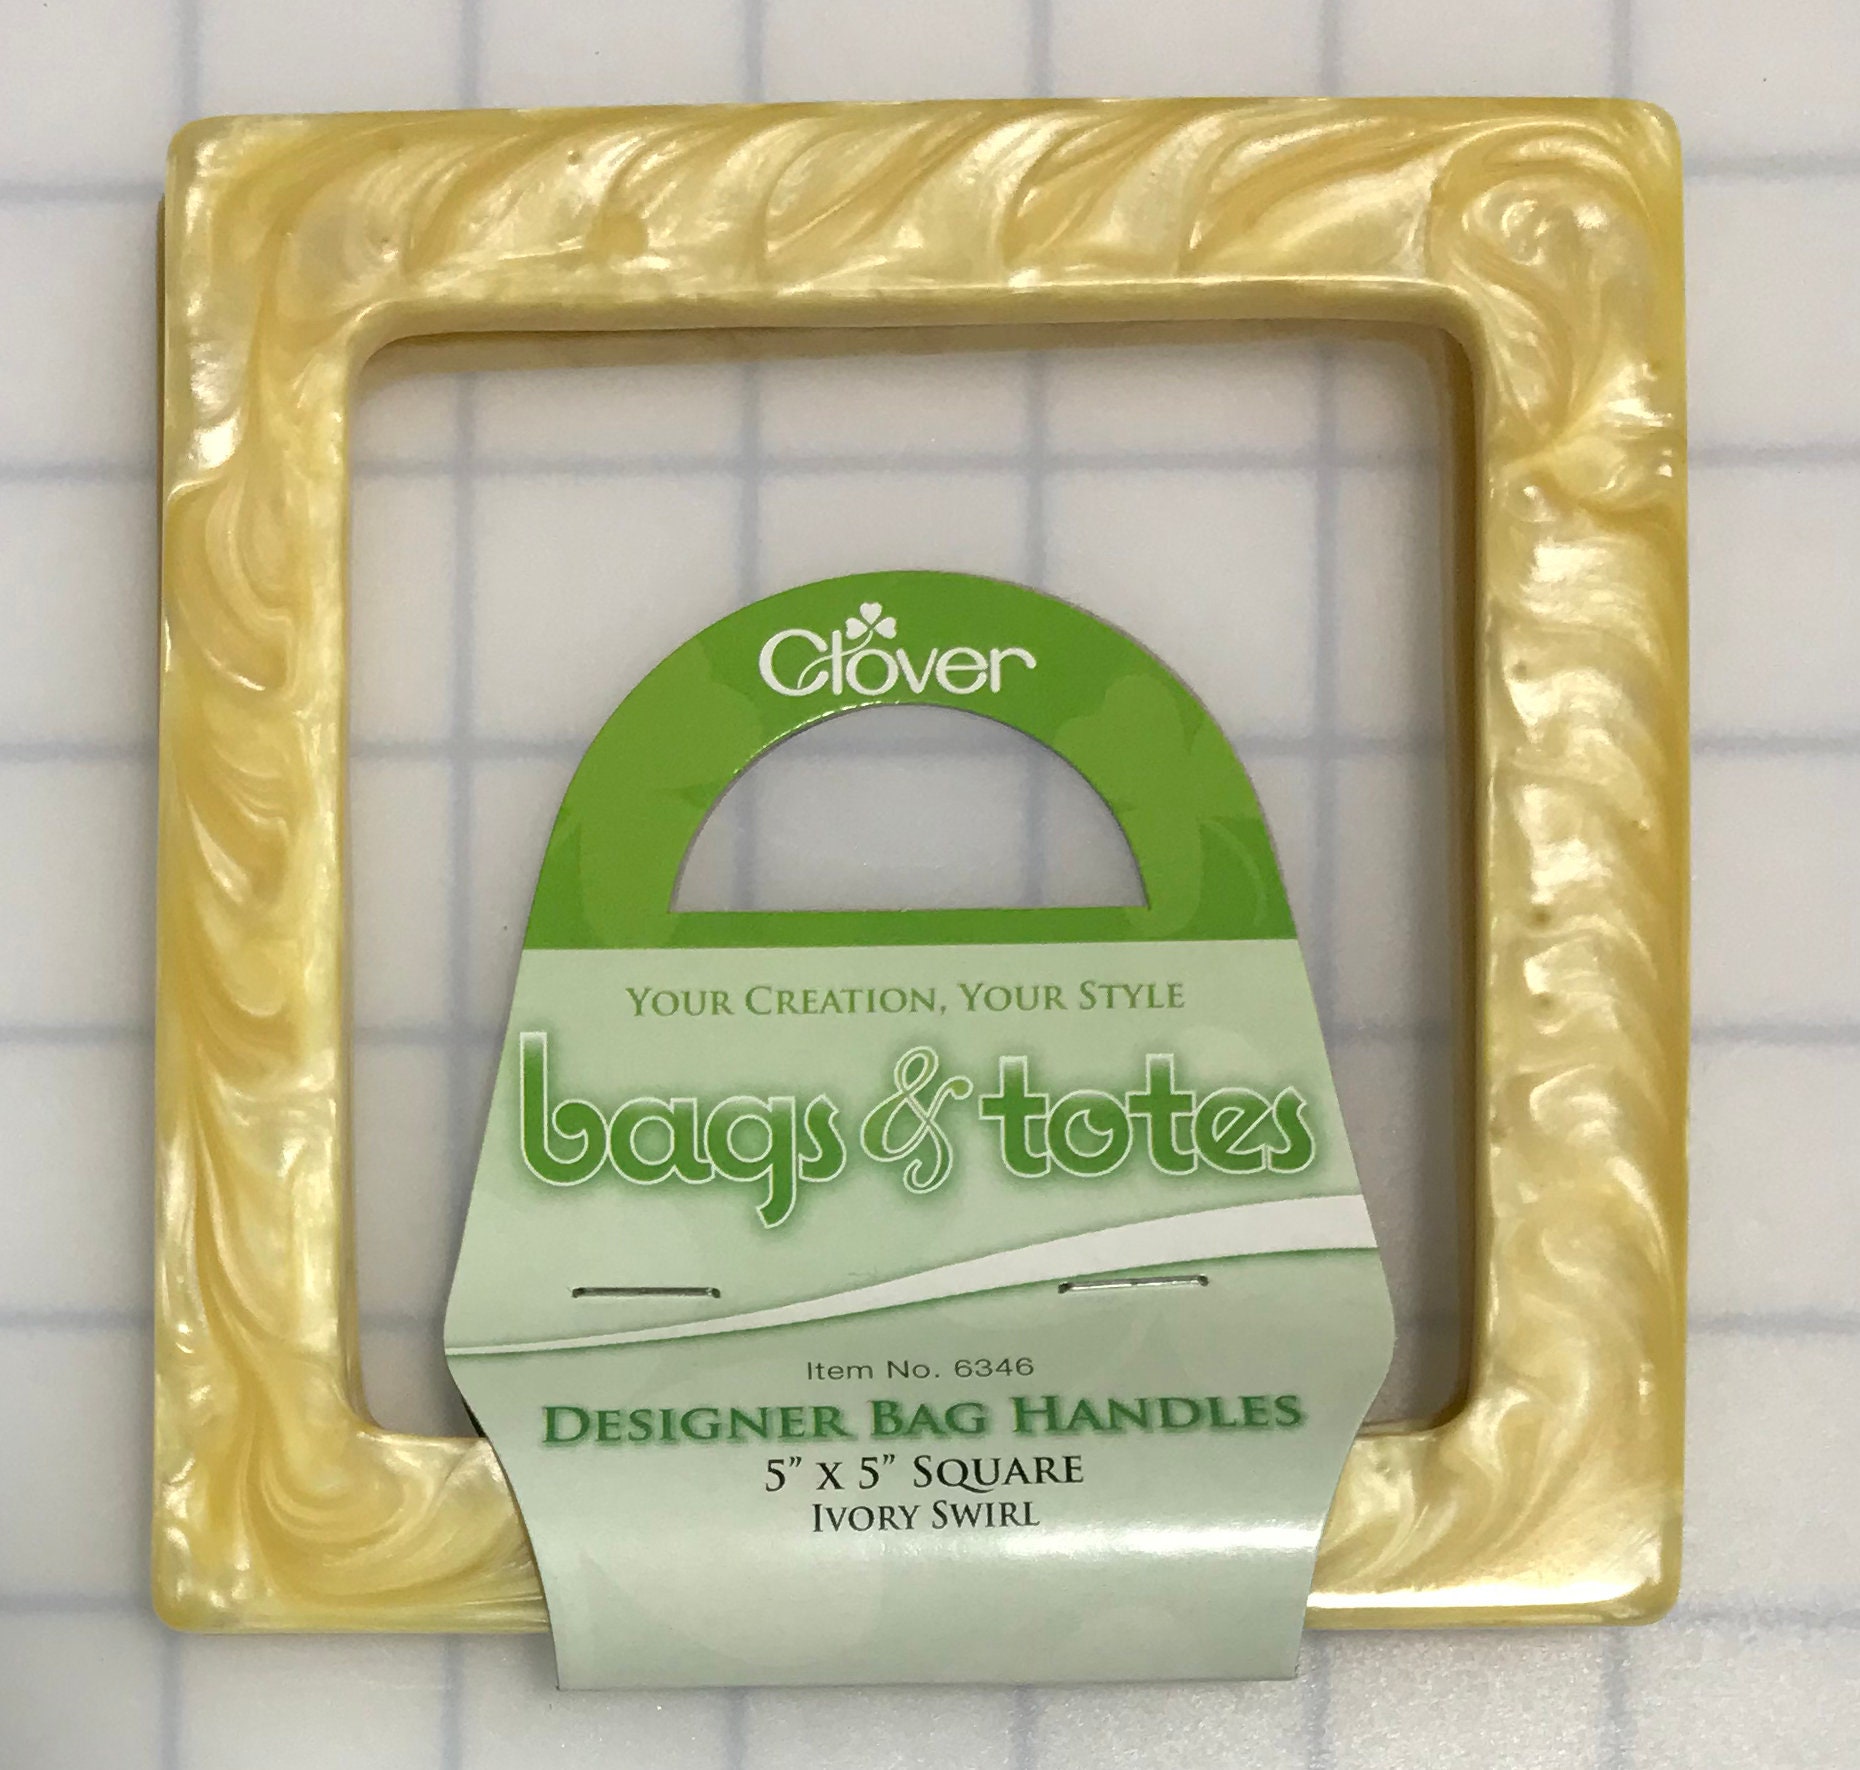 Clover
YOUR CREATION, YOUR STYLE
bags & totes
Item No. 6346
DESIGNER BAG HANDLES
5" X 5" SQUARE
IVORY SWIRL